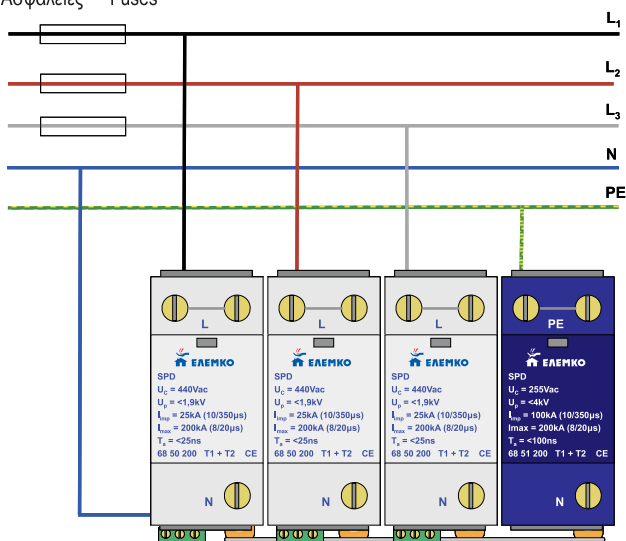 Ασφάλειες – Fuses
L1
L2
L3
N
PE
L
ΕΛΕΜΚΟ
SPD
UC = 440Vac
Up = <1,9kV
Iimp = 25kA (10/350μs)
Imax = 200kA (8/20μs)
Ta = <25ns
68 50 200 T1 + T2 CE
N
L
ΕΛΕΜΚΟ
SPD
UC = 440Vac
Up = <1,9kV
Iimp = 25kA (10/350μs)
Imax = 200kA (8/20μs)
Ta = <25ns
68 50 200 T1 + T2 CE
N
L
ΕΛΕΜΚΟ
SPD
UC = 440Vac
Up = <1,9kV
Iimp = 25kA (10/350μs)
Imax = 200kA (8/20μs)
Ta = <25ns
68 50 200 T1 + T2 CE
N
PE
ΕΛΕΜΚΟ
SPD
UC = 255Vac
Up = <4kV
Iimp = 100kA (10/350μs)
Imax = 200kA (8/20μs)
Ta = <100ns
68 51 200 T1 + T2 CE
N